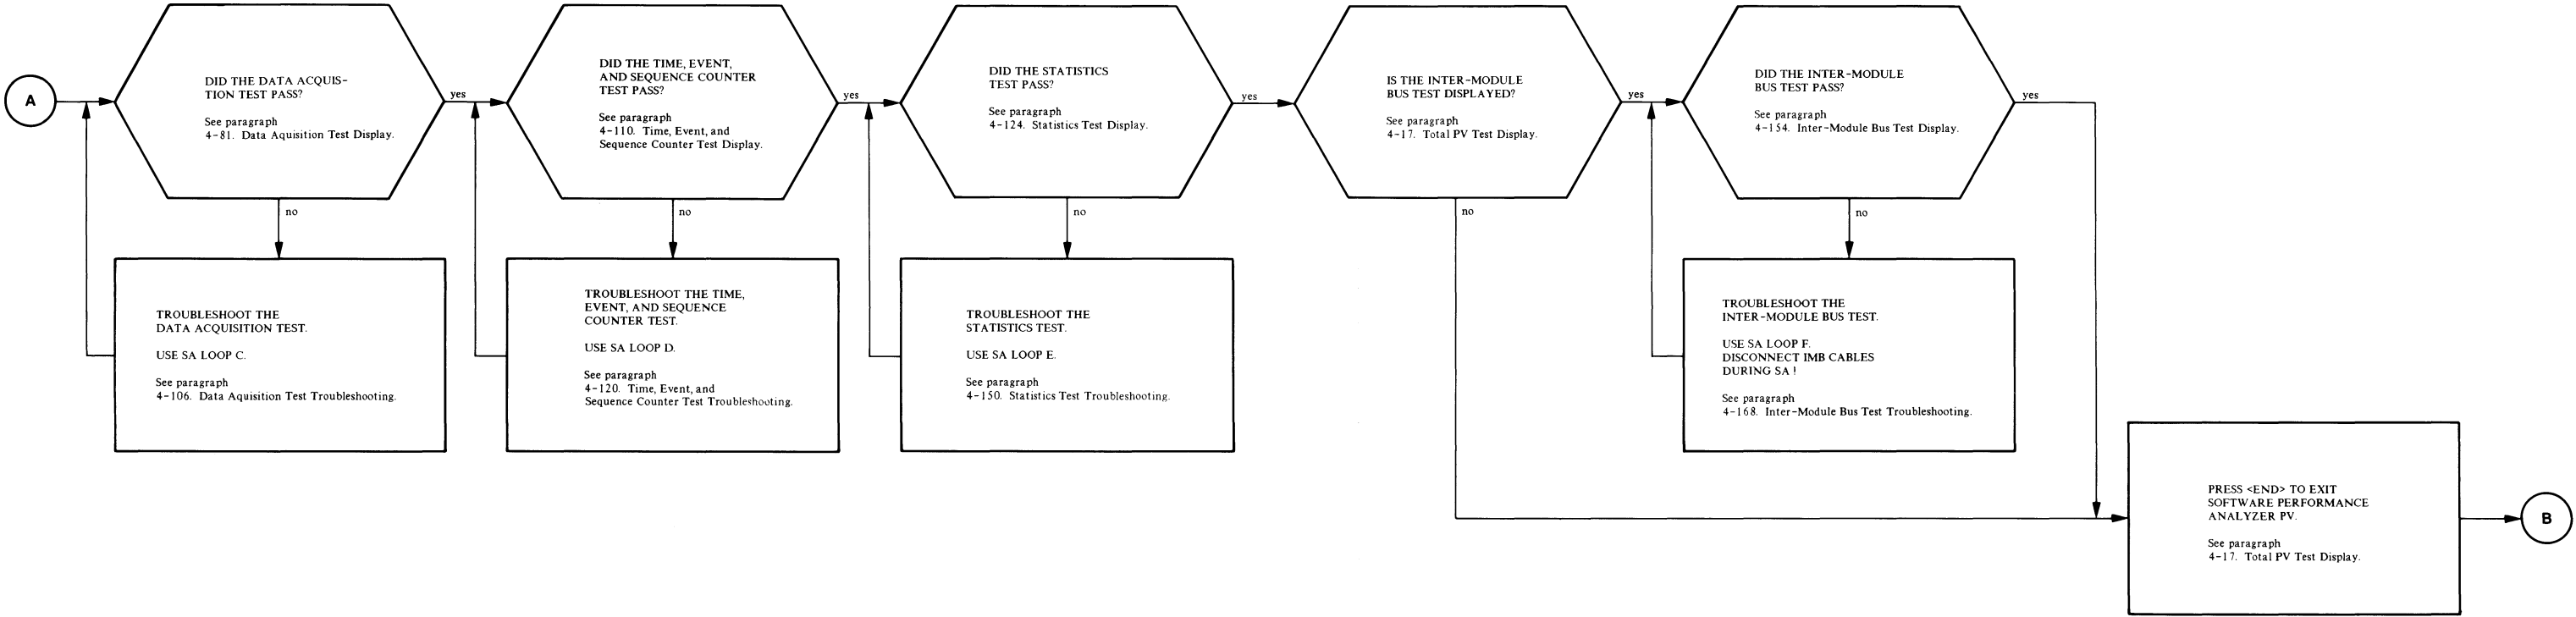 A
DID THE DATA ACQUIS-
TION TEST PASS?
See paragraph
4-81. Data Aquisition Test Display.
yes
no
TROUBLESHOOT THE
DATA ACQUISITION TEST.
USE SA LOOP C.
See paragraph
4-106. Data Aquisition Test Troubleshooting.
DID THE TIME, EVENT,
AND SEQUENCE COUNTER
TEST PASS?
See paragraph
4-110. Time, Event, and
Sequence Counter Test Display.
yes
no
TROUBLESHOOT THE TIME,
EVENT, AND SEQUENCE
COUNTER TEST.
USE SA LOOP D.
See paragraph
4-120. Time, Event, and
Sequence Counter Test Troubleshooting.
DID THE STATISTICS
TEST PASS?
See paragraph
4-124. Statistics Test Display.
yes
no
TROUBLESHOOT THE
STATISTICS TEST.
USE SA LOOP E.
See paragraph
4-150. Statistics Test Troubleshooting.
IS THE INTER-MODULE
BUS TEST DISPLAYED?
See paragraph
4-17. Total PV Test Display.
yes
no
DID THE INTER-MODULE
BUS TEST PASS?
See paragraph
4-154. Inter-Module Bus Test Display.
yes
no
TROUBLESHOOT THE
INTER-MODULE BUS TEST.
USE SA LOOP F.
DISCONNECT IMB CABLES
DURING SA !
See paragraph
4-168. Inter-Module Bus Test Troubleshooting.
PRESS <END> TO EXIT
SOFTWARE PERFORMANCE
ANALYZER PV.
See paragraph
4-17. Total PV Test Display.
B